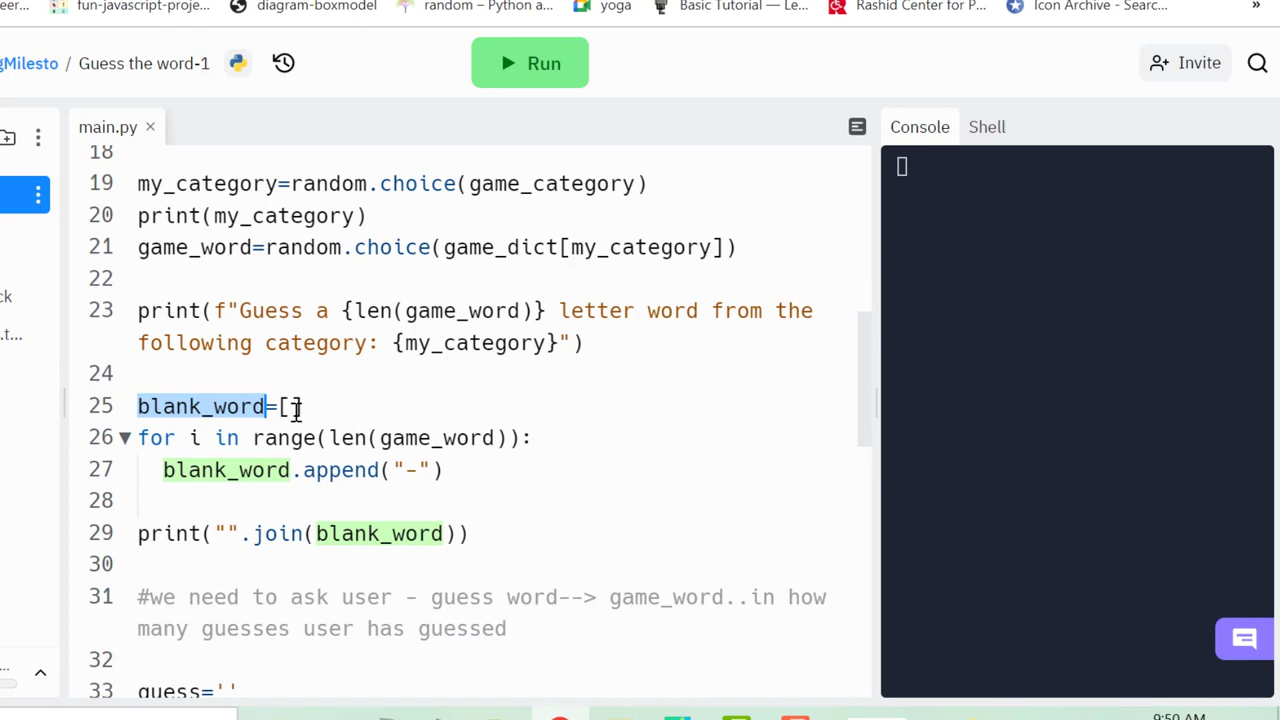 eer...
fun-javascript-proje...
diagram-boxmodel
random – Python a...
yoga
Basic Tutorial — Le...
Rashid Center for P...
Icon Archive - Searc...
»
gMilesto / Guess the word-1
Run
Invite
main.py ×
Console
Shell
18
19 my_category=random.choice(game_category)
20 print(my_category)
21 game_word=random.choice(game_dict[my_category])
22
23 print(f"Guess a {len(game_word)} letter word from the
following category: {my_category}")
24
25 blank_word=[]
26 for i in range(len(game_word)):
27 blank_word.append("-")
28
29 print("".join(blank_word))
30
31 #we need to ask user - guess word--> game_word..in how
many guesses user has guessed
32
33 guess=''
ck
.t...
...
9:50 AM